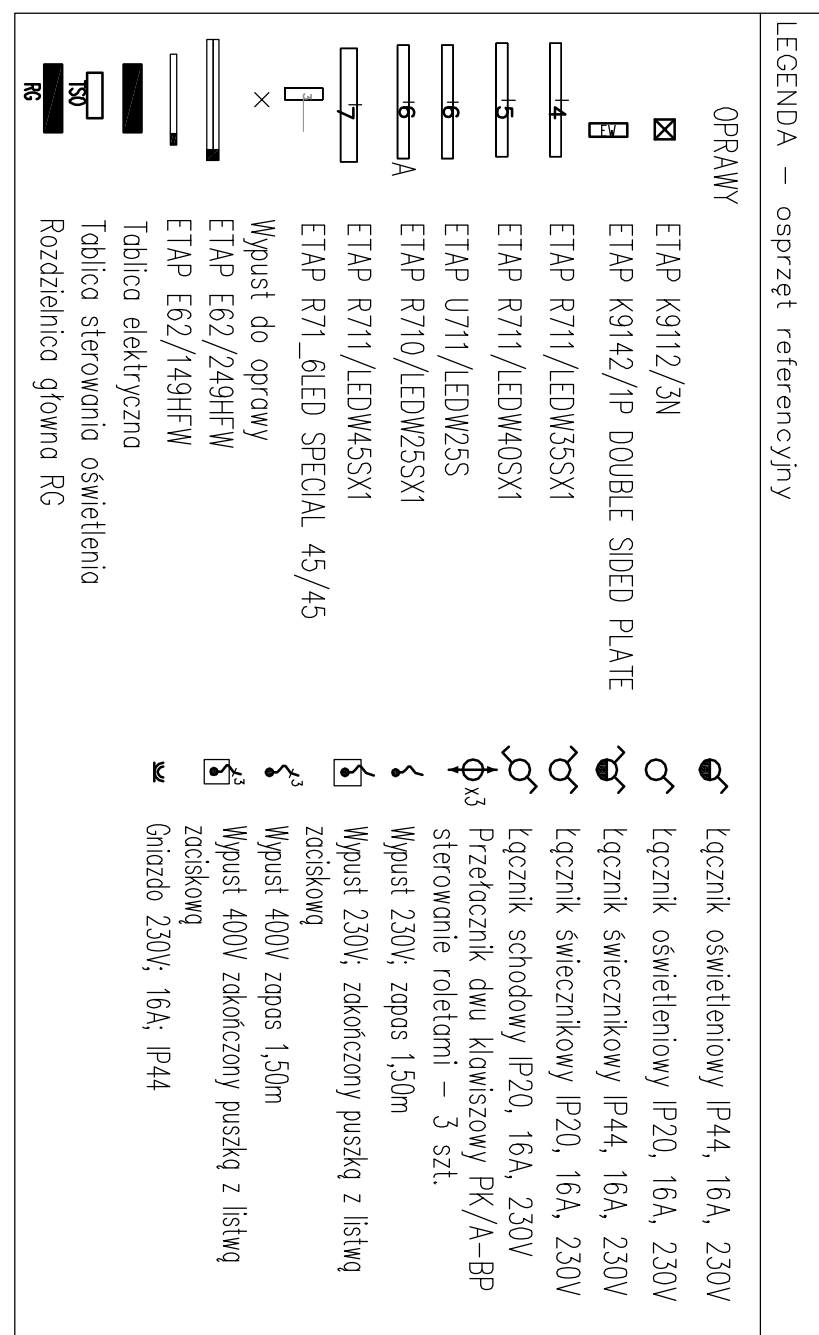 LEGENDA – osprzęt referencyjny
OPRAWY
ETAP K9112/3N
FW
ETAP K9142/1P DOUBLE SIDED PLATE
4
ETAP R711/LEDW35SX1
5
ETAP R711/LEDW40SX1
6
ETAP U711/LEDW25S
6
A
ETAP R710/LEDW25SX1
7
ETAP R711/LEDW45SX1
3
ETAP R71_6LED SPECIAL 45/45
Wypust do oprawy
ETAP E62/249HFW
ETAP E62/149HFW
Tablica elektryczna
TSO
Tablica sterowania oświetlenia
RG
Rozdzielnica głowna RG
Łącznik oświetleniowy IP44, 16A, 230V
Łącznik oświetleniowy IP20, 16A, 230V
Łącznik świecznikowy IP44, 16A, 230V
Łącznik świecznikowy IP20, 16A, 230V
Łącznik schodowy IP20, 16A, 230V
x3
Przełacznik dwu klawiszowy PK/A–BP
sterowanie roletami – 3 szt.
Wypust 230V; zapas 1,50m
Wypust 230V; zakończony puszką z listwą
zaciskową
3
Wypust 400V zapas 1,50m
3
Wypust 400V zakończony puszką z listwą
zaciskową
Gniazdo 230V; 16A; IP44